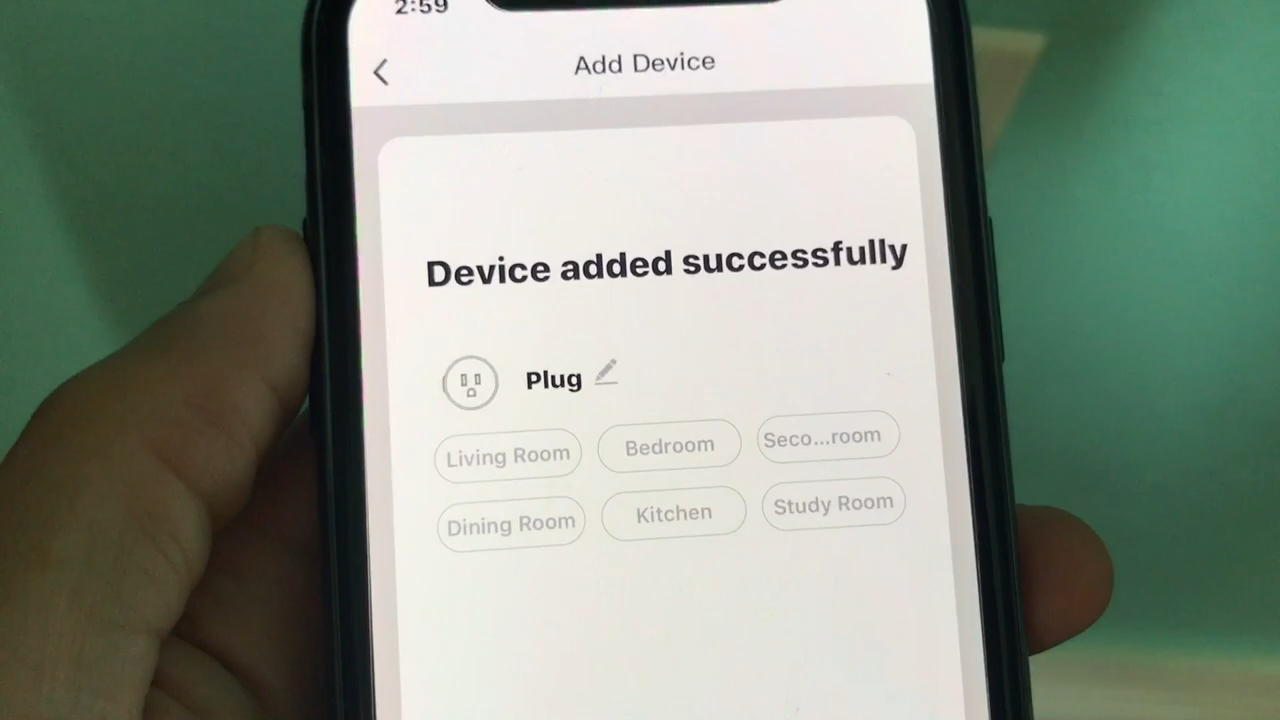 2:59
Add Device
Device added successfully
Plug
Living Room Bedroom Seco...room
Dining Room Kitchen Study Room